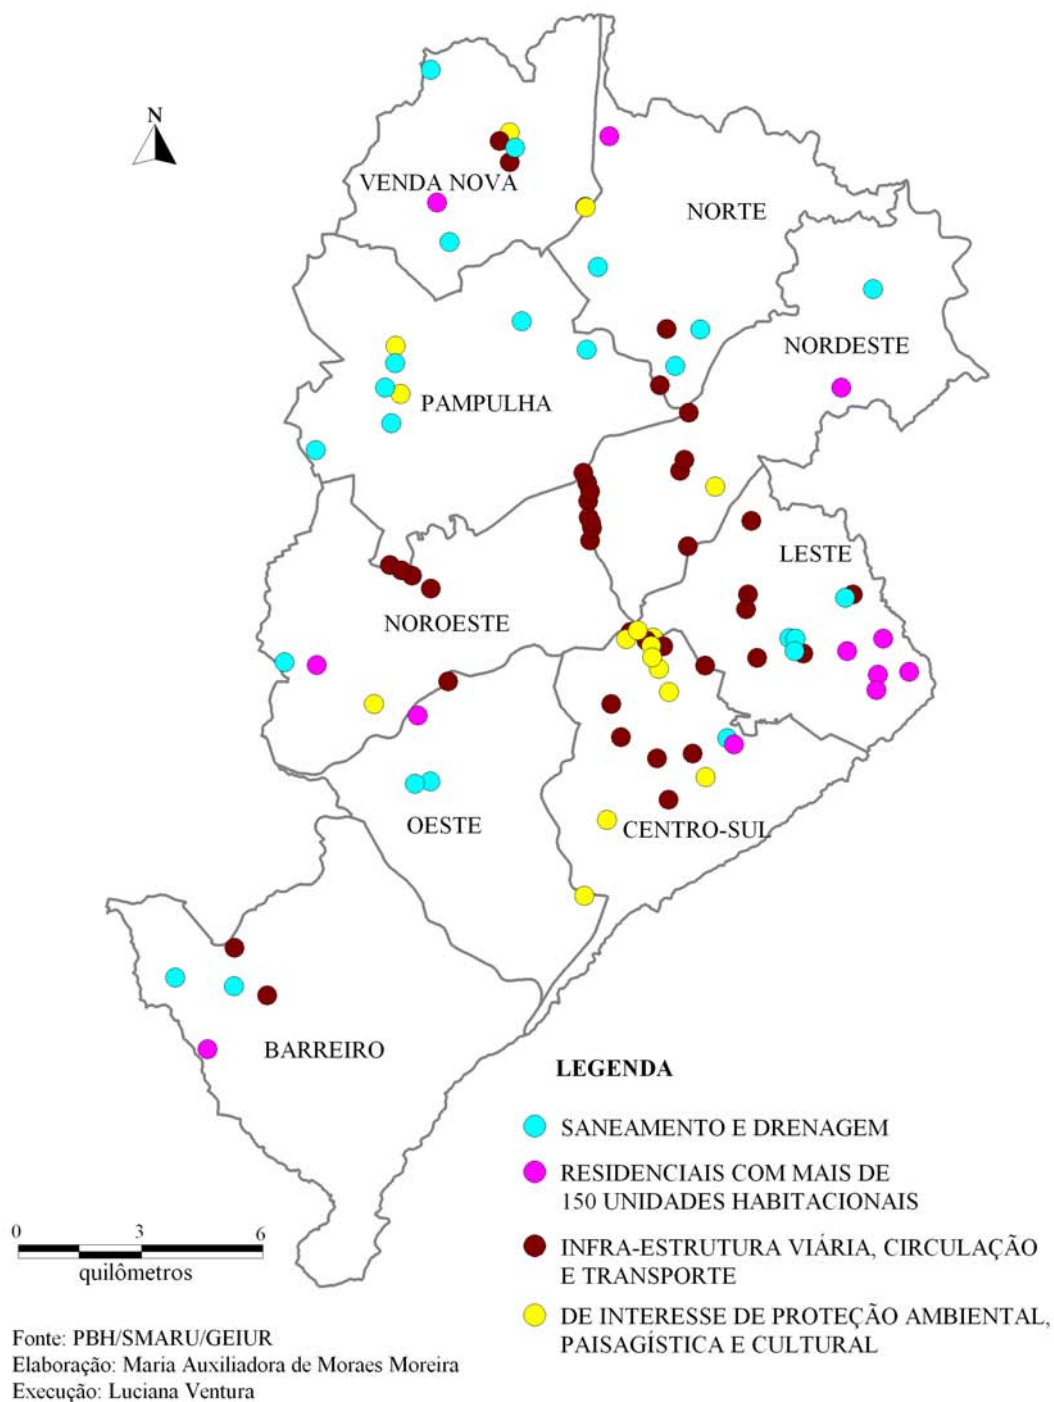 N
VENDA NOVA
NORTE
NORDESTE
PAMPULHA
LESTE
NOROESTE
OESTE
CENTRO-SUL
BARREIRO
LEGENDA
SANEAMENTO E DRENAGEM
RESIDENCIAIS COM MAIS DE
150 UNIDADES HABITACIONAIS
INFRA-ESTRUTURA VIÁRIA, CIRCULAÇÃO
E TRANSPORTE
DE INTERESSE DE PROTEÇÃO AMBIENTAL,
PAISAGÍSTICA E CULTURAL
0 3 6
quilômetros
Fonte: PBH/SMARU/GEIUR
Elaboração: Maria Auxiliadora de Moraes Moreira
Execução: Luciana Ventura